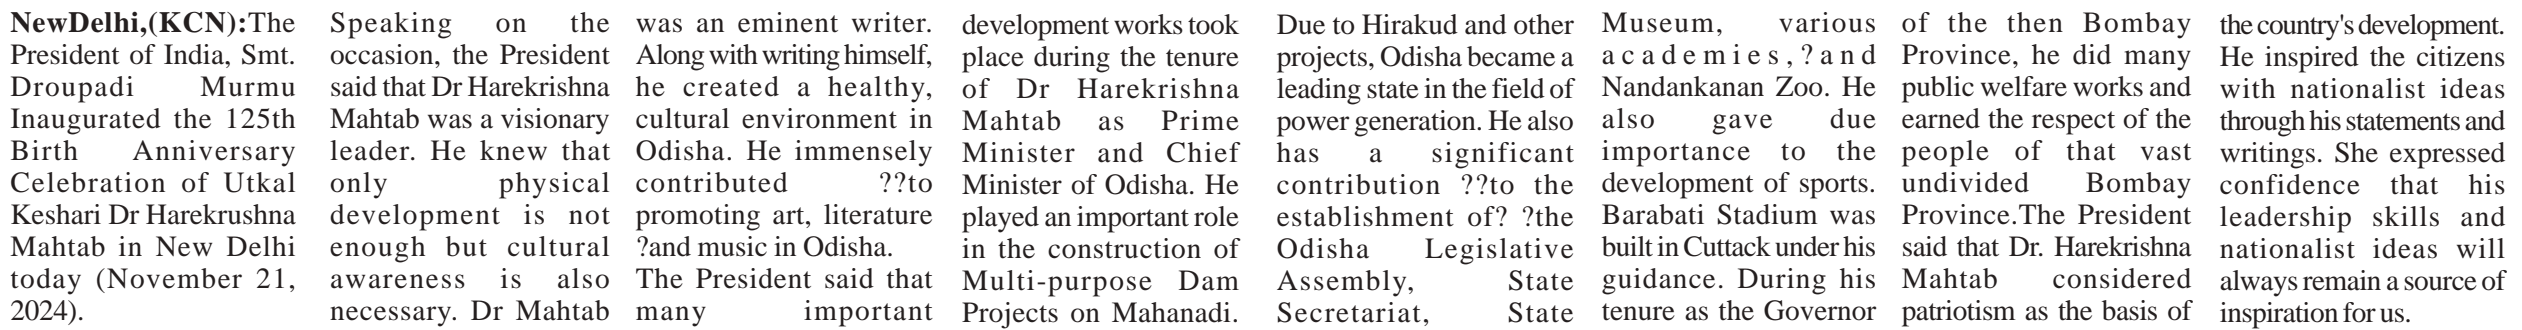 NewDelhi,(KCN):The
President of India, Smt.
Droupadi Murmu
Inaugurated the 125th
Birth Anniversary
Celebration of Utkal
Keshari Dr Harekrushna
Mahtab in New Delhi
today (November 21,
2024).
Speaking on the
occasion, the President
said that Dr Harekrishna
Mahtab was a visionary
leader. He knew that
only physical
development is not
enough but cultural
awareness is also
necessary. Dr Mahtab
was an eminent writer.
Along with writing himself,
he created a healthy,
cultural environment in
Odisha. He immensely
contributed ??to
promoting art, literature
?and music in Odisha.
The President said that
many important
development works took
place during the tenure
of Dr Harekrishna
Mahtab as Prime
Minister and Chief
Minister of Odisha. He
played an important role
in the construction of
Multi-purpose Dam
Projects on Mahanadi.
Due to Hirakud and other
projects, Odisha became a
leading state in the field of
power generation. He also
has a significant
contribution ??to the
establishment of? ?the
Odisha Legislative
Assembly, State
Secretariat, State
Museum, various
academies,?and
Nandankanan Zoo. He
also gave due
importance to the
development of sports.
Barabati Stadium was
built in Cuttack under his
guidance. During his
tenure as the Governor
of the then Bombay
Province, he did many
public welfare works and
earned the respect of the
people of that vast
undivided Bombay
Province.The President
said that Dr. Harekrishna
Mahtab considered
patriotism as the basis of
the country's development.
He inspired the citizens
with nationalist ideas
through his statements and
writings. She expressed
confidence that his
leadership skills and
nationalist ideas will
always remain a source of
inspiration for us.